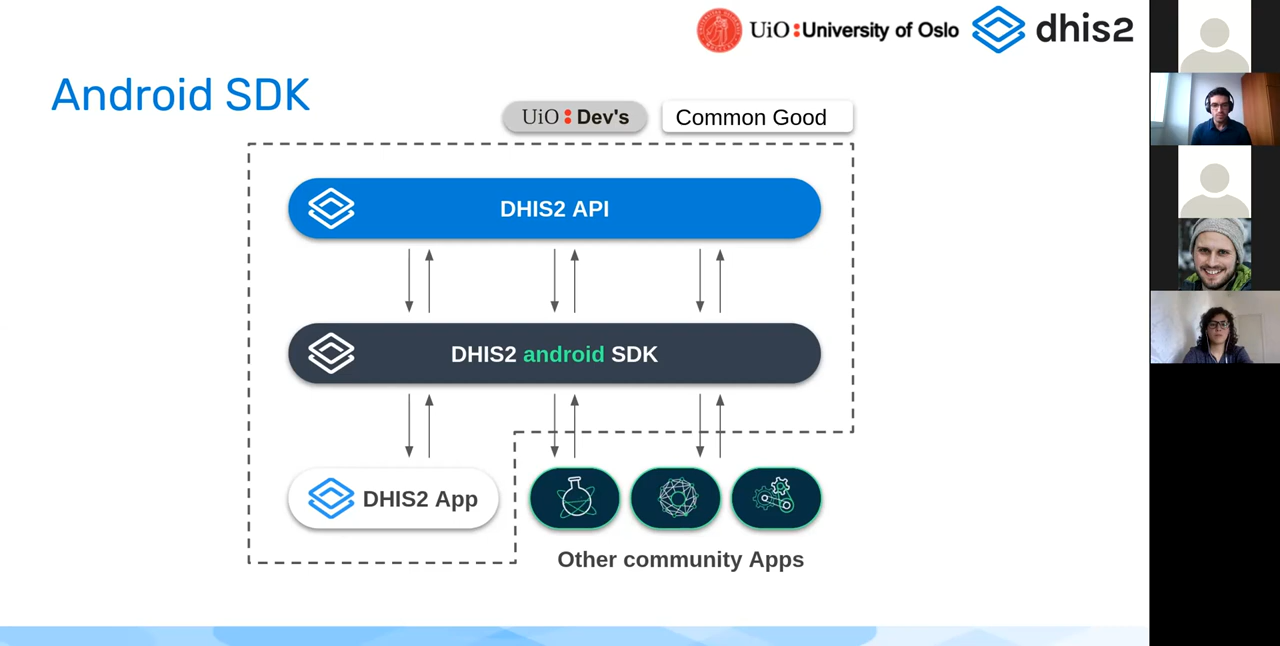 UiO:University of Oslo
dhis2
Android SDK
UiO:Dev's
Common Good
DHIS2 API
DHIS2 android SDK
DHIS2 App
Other community Apps